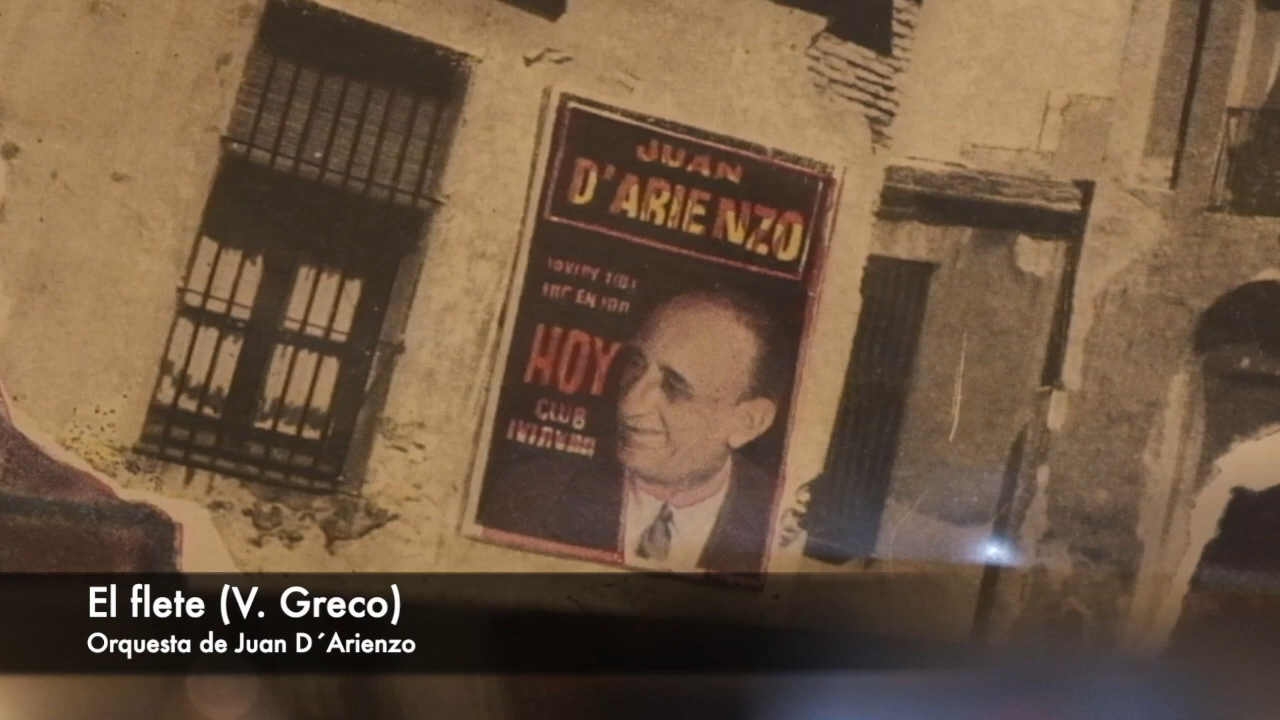 JUAN
D'ARIENZO
HOY
CLUB
El flete (V. Greco)
Orquesta de Juan D´Arienzo